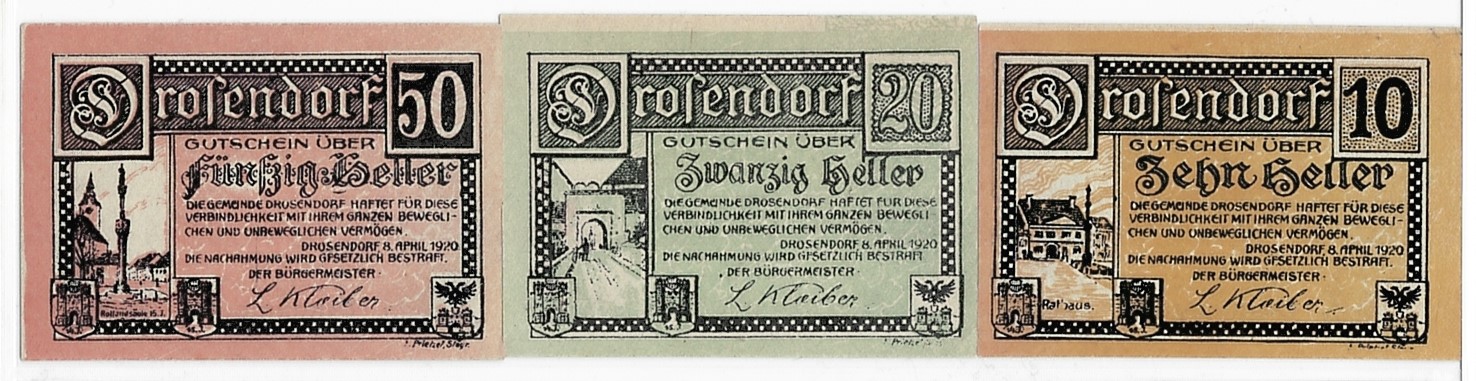 Drosendorf
50
GUTSCHEIN ÜBER
Fünfzig Heller
DIE GEMEINDE DROSENDORF HAFTET FÜR DIESE
VERBINDLICHKEIT MIT IHREM GANZEN BEWEGLI-
CHEN UND UNBEWEGLICHEN VERMÖGEN.
DROSENDORF 8. APRIL 1920
DIE NACHAHMUNG WIRD GESETZLICH BESTRAFT.
DER BÜRGERMEISTER.
L Klaiber
Rollandsäule 15. J.
Drosendorf
20
GUTSCHEIN ÜBER
Zwanzig Heller
DIE GEMEINDE DROSENDORF HAFTET FÜR DIESE
VERBINDLICHKEIT MIT IHREM GANZEN BEWEGLI-
CHEN UND UNBEWEGLICHEN VERMÖGEN.
DROSENDORF 8. APRIL 1920
DIE NACHAHMUNG WIRD GESETZLICH BESTRAFT
DER BÜRGERMEISTER.
L Klaiber
Drosendorf
10
GUTSCHEIN ÜBER
Zehn Heller
DIE GEMEINDE DROSENDORF HAFTET FÜR DIESE
VERBINDLICHKEIT MIT IHREM GANZEN BEWEGLI-
CHEN UND UNBEWEGLICHEN VERMÖGEN.
DROSENDORF 8. APRIL 1920
DIE NACHAHMUNG WIRD GESETZLICH BESTRAFT.
DER BÜRGERMEISTER.
L Klaiber
Rathaus.